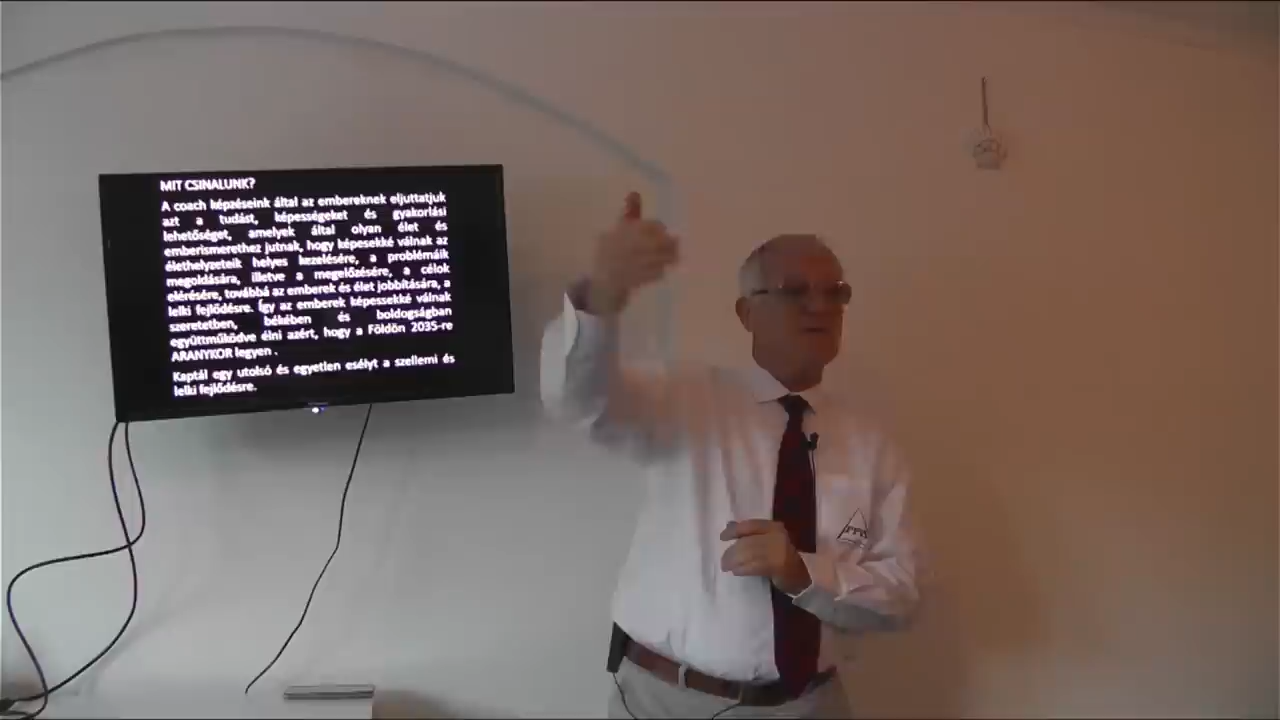 MIT CSINALUNK?
A coach képzéseink által az embereknek eljuttatjuk
azt a tudást, képességeket és gyakorlási
lehetőséget, amelyek által olyan élet és
emberismerethez jutnak, hogy képesekké válnak az
élethelyzeteik helyes kezelésére, a problémáik
megoldására, illetve a megelőzésére, a célok
elérésére, továbbá az emberek és élet jobbítására, a
lelki fejlődésre. Így az emberek képessekké válnak
szeretetben, békében és boldogságban
együttműködve élni azért, hogy a Földön 2035-re
ARANYKOR legyen .
Kaptál egy utolsó és egyetlen esélyt a szellemi és
lelki fejlődésre.